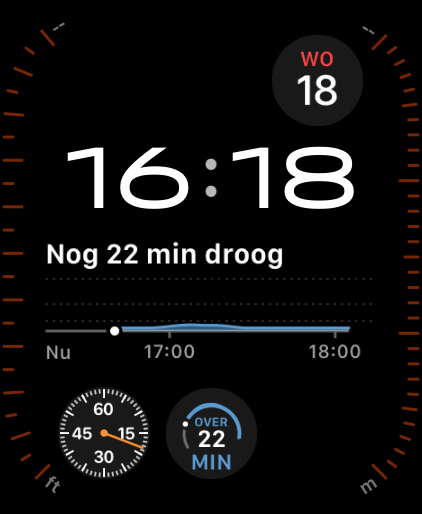 --
--
WO
18
16:18
Nog 22 min droog
Nu 17:00 18:00
60
45 15
30
OVER
22
MIN
ft
m